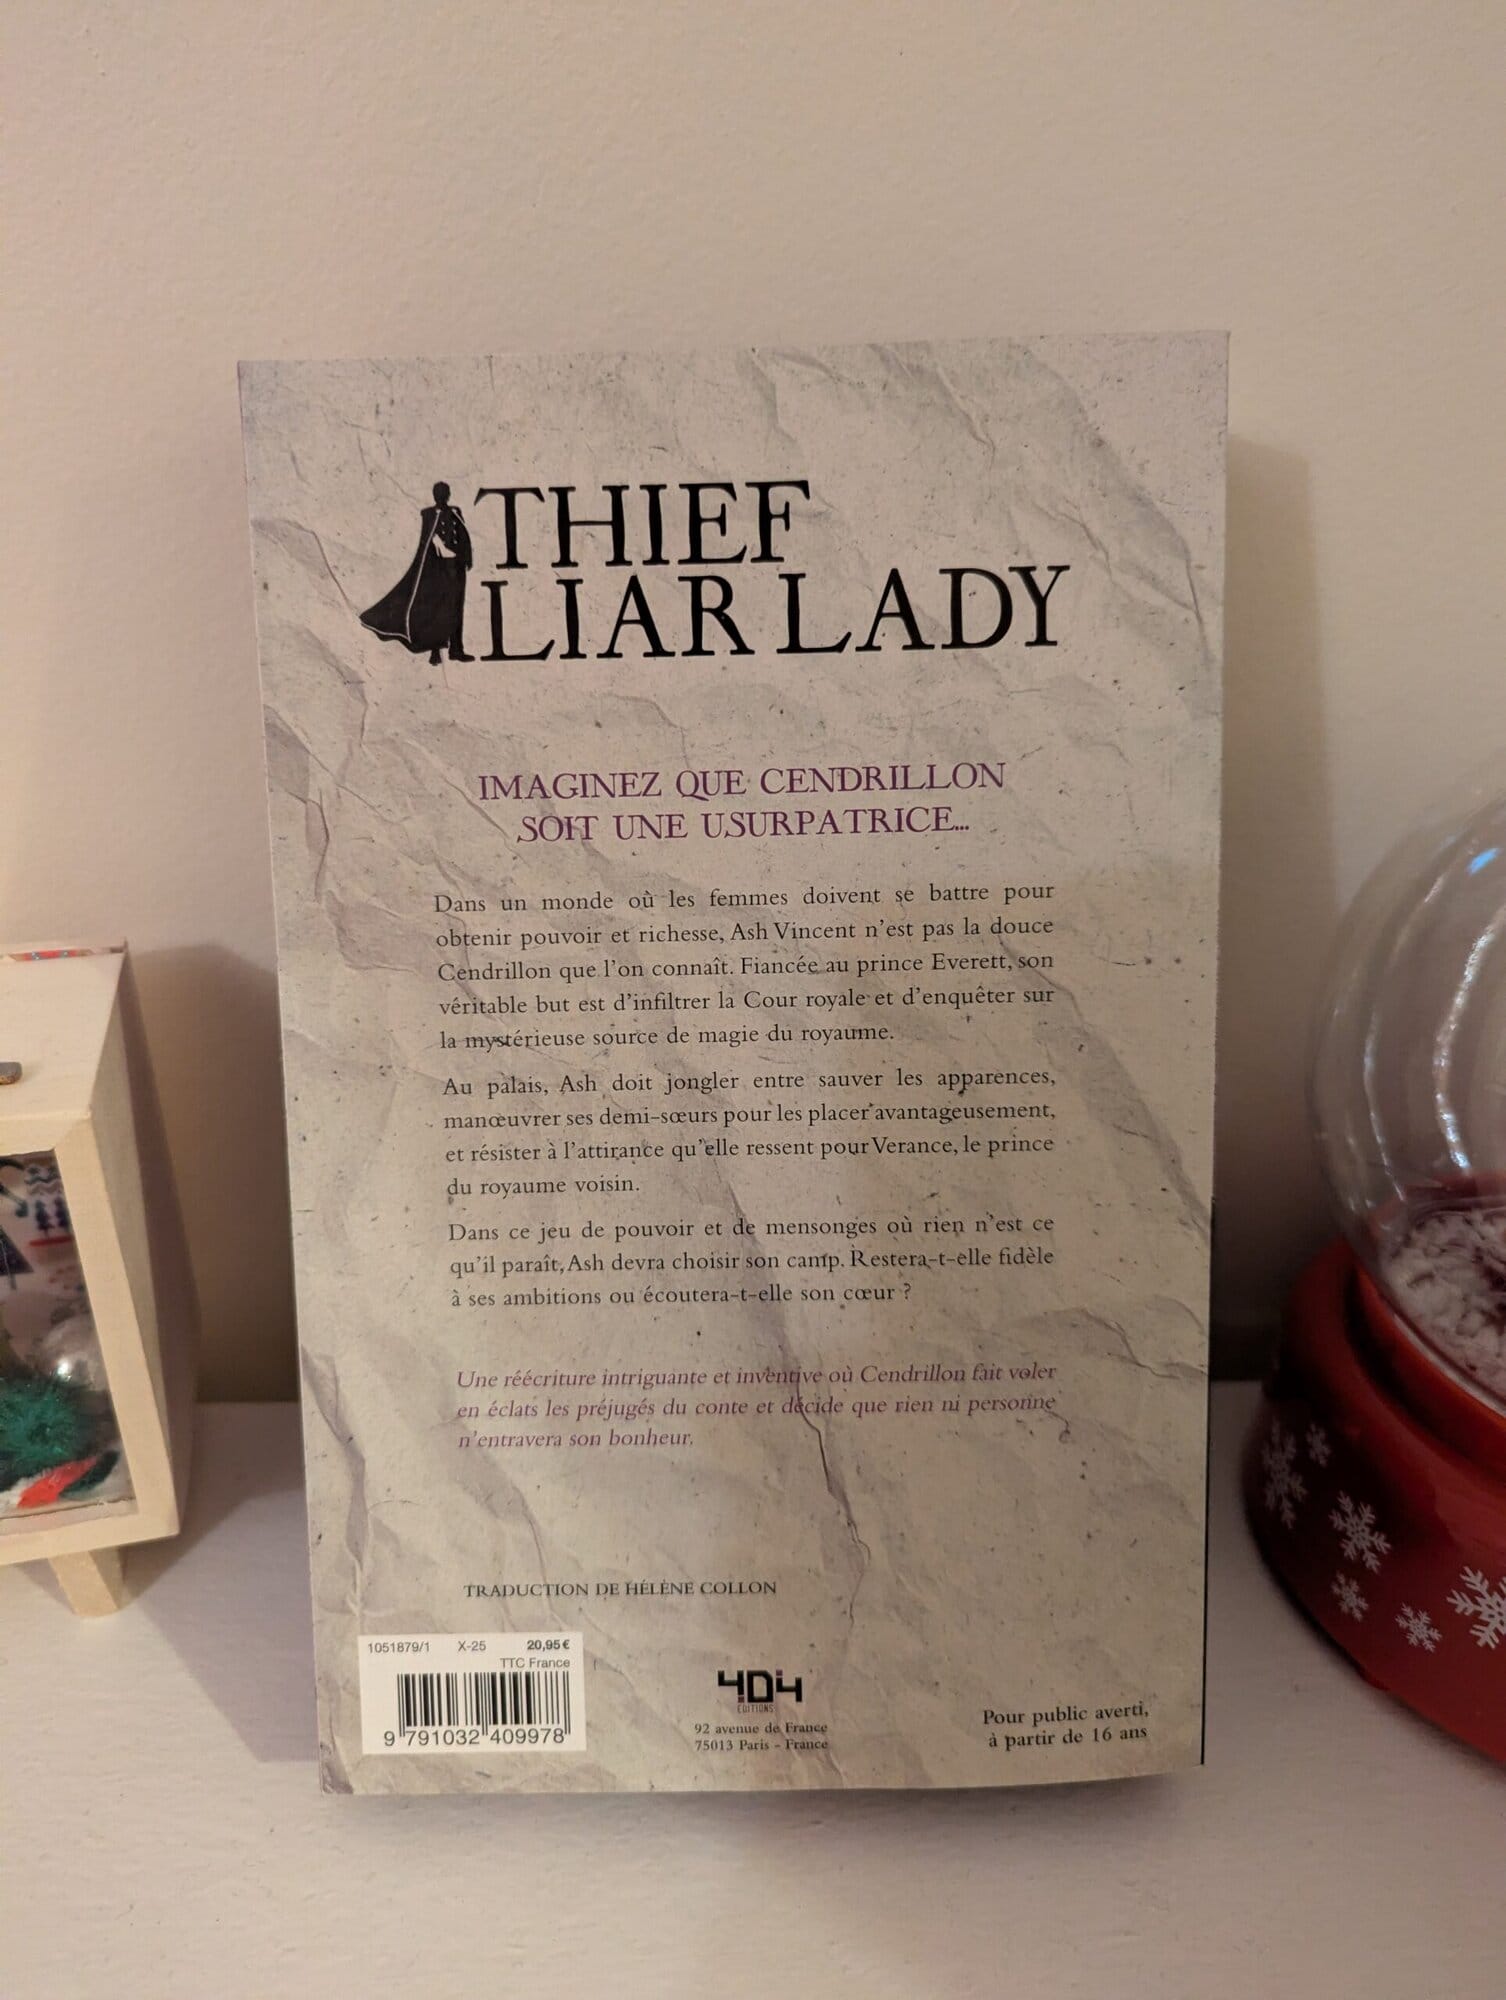 THIEF
LIAR LADY
IMAGINEZ QUE CENDRILLON
SOIT UNE USURPATRICE...
Dans un monde où les femmes doivent se battre pour
obtenir pouvoir et richesse, Ash Vincent n'est pas la douce
Cendrillon que l'on connaît. Fiancée au prince Everett, son
véritable but est d'infiltrer la Cour royale et d'enquêter sur
la mystérieuse source de magie du royaume.
Au palais, Ash doit jongler entre sauver les apparences,
manœuvrer ses demi-sœurs pour les placer avantageusement,
et résister à l'attirance qu'elle ressent pour Verance, le prince
du royaume voisin.
Dans ce jeu de pouvoir et de mensonges où rien n'est ce
qu'il paraît, Ash devra choisir son camp. Restera-t-elle fidèle
à ses ambitions ou écoutera-t-elle son cœur ?
Une réécriture intriguante et inventive où Cendrillon fait voler
en éclats les préjugés du conte et décide que rien ni personne
n'entravera son bonheur.
TRADUCTION DE HÉLÈNE COLLON
1051879/1 X-25 20,95 €
TTC France
9 791032 409978
404
ÉDITIONS
92 avenue de France
75013 Paris - France
Pour public averti,
à partir de 16 ans